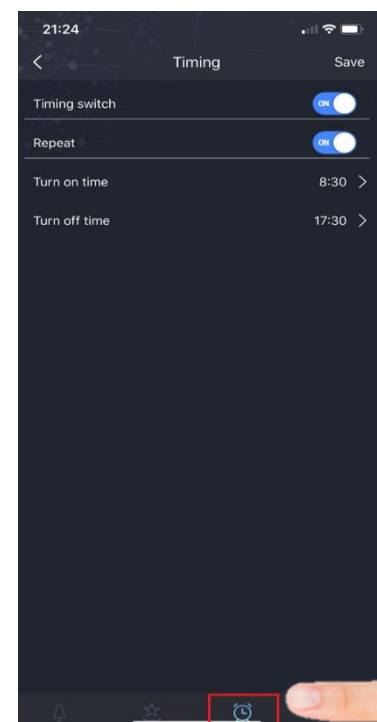 21:24
Timing Save
Timing switch ON
Repeat ON
Turn on time 8:30
Turn off time 17:30